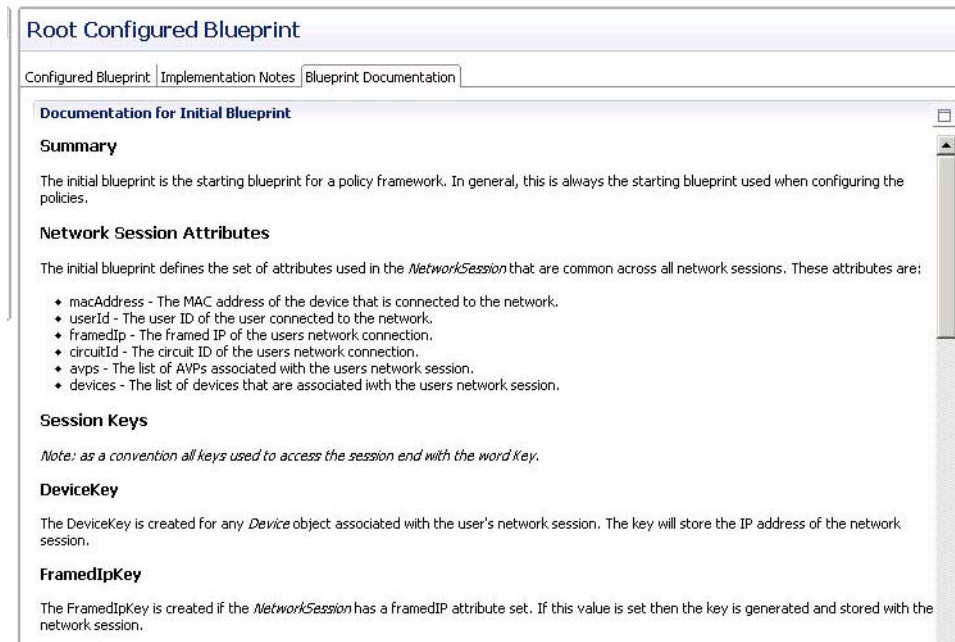 Root Configured Blueprint
Configured Blueprint
Implementation Notes
Blueprint Documentation
Documentation for Initial Blueprint
Summary
The initial blueprint is the starting blueprint for a policy framework. In general, this is always the starting blueprint used when configuring the
policies.
Network Session Attributes
The initial blueprint defines the set of attributes used in the NetworkSession that are common across all network sessions. These attributes are:
macAddress - The MAC address of the device that is connected to the network.
userId - The user ID of the user connected to the network.
framedIp - The framed IP of the users network connection.
circuitId - The circuit ID of the users network connection.
avps - The list of AVPs associated with the users network session.
devices - The list of devices that are associated iwth the users network session.
Session Keys
Note: as a convention all keys used to access the session end with the word Key.
DeviceKey
The DeviceKey is created for any Device object associated with the user's network session. The key will store the IP address of the network
session.
FramedIpKey
The FramedIpKey is created if the NetworkSession has a framedIP attribute set. If this value is set then the key is generated and stored with the
network session.